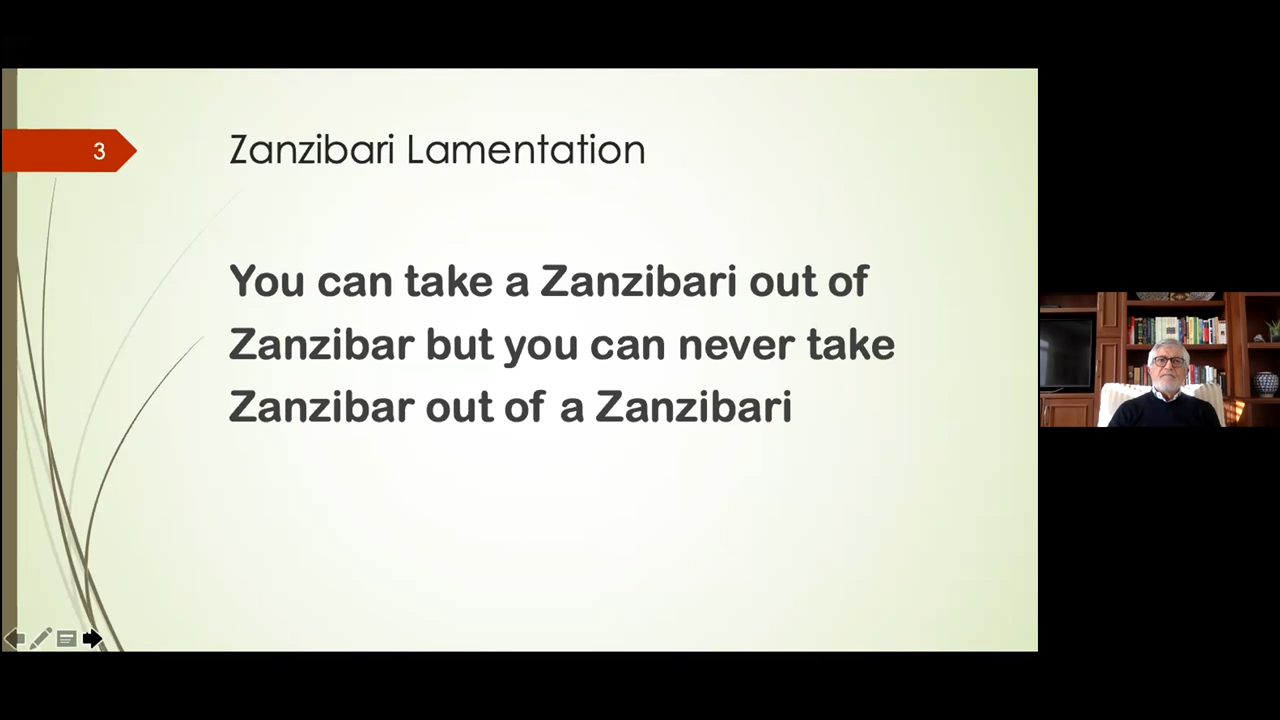 3
Zanzibari Lamentation
You can take a Zanzibari out of
Zanzibar but you can never take
Zanzibar out of a Zanzibari